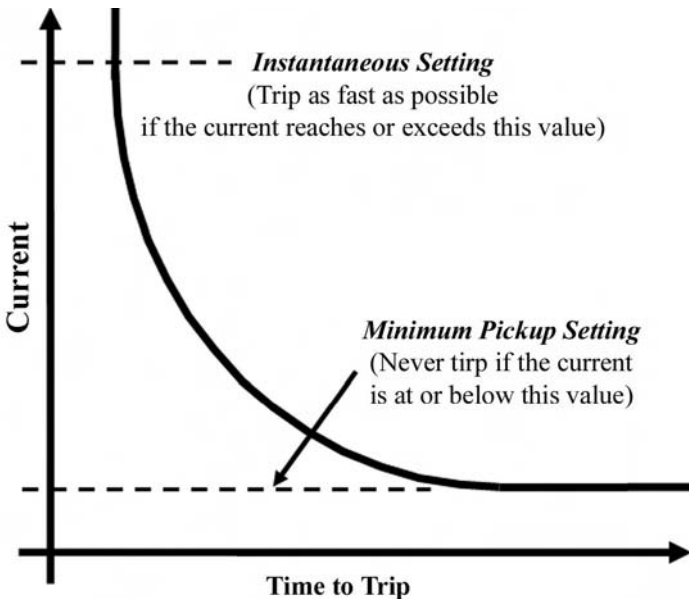 Instantaneous Setting
(Trip as fast as possible
if the current reaches or exceeds this value)
Current
Minimum Pickup Setting
(Never tirp if the current
is at or below this value)
Time to Trip